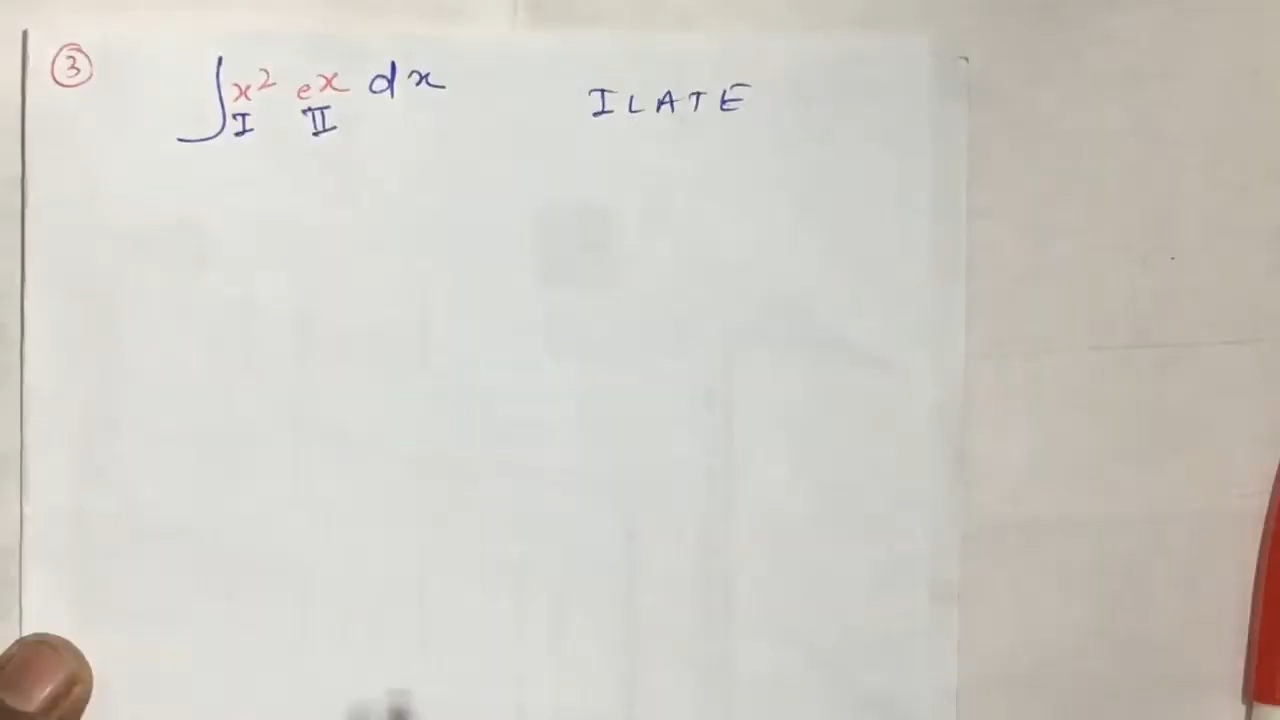 ③ ∫ x² eˣ dx ILATE
I II